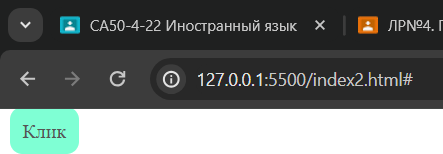 СА50-4-22 Иностранный язык
ЛР№4.
127.0.0.1:5500/index2.html#
Клик